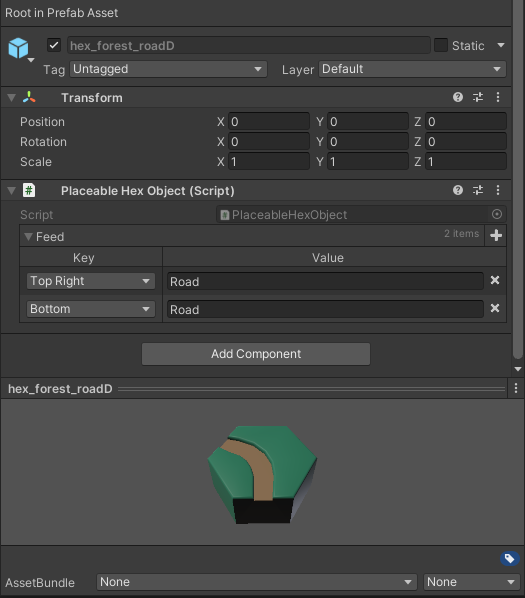 Root in Prefab Asset
hex_forest_roadD Static
Tag Untagged Layer Default
Transform
Position X 0 Y 0 Z 0
Rotation X 0 Y 0 Z 0
Scale X 1 Y 1 Z 1
# Placeable Hex Object (Script)
Script # PlaceableHexObject
Feed 2 items
Key Value
Top Right Road
Bottom Road
Add Component
hex_forest_roadD
AssetBundle None None